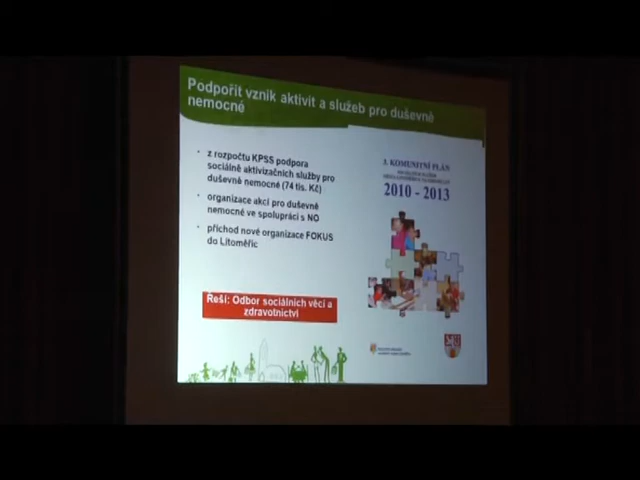 Podpořit vznik aktivit a služeb pro duševně
nemocné
z rozpočtu KPSS podpora
sociálně aktivizačních služby pro
duševně nemocné (74 tis. Kč)
organizace akcí pro duševně
nemocné ve spolupráci s NO
příchod nové organizace FOKUS
do Litoměřic
Řeší: Odbor sociálních věcí a
zdravotnictví
3. KOMUNITNÍ PLÁN
2010 - 2013